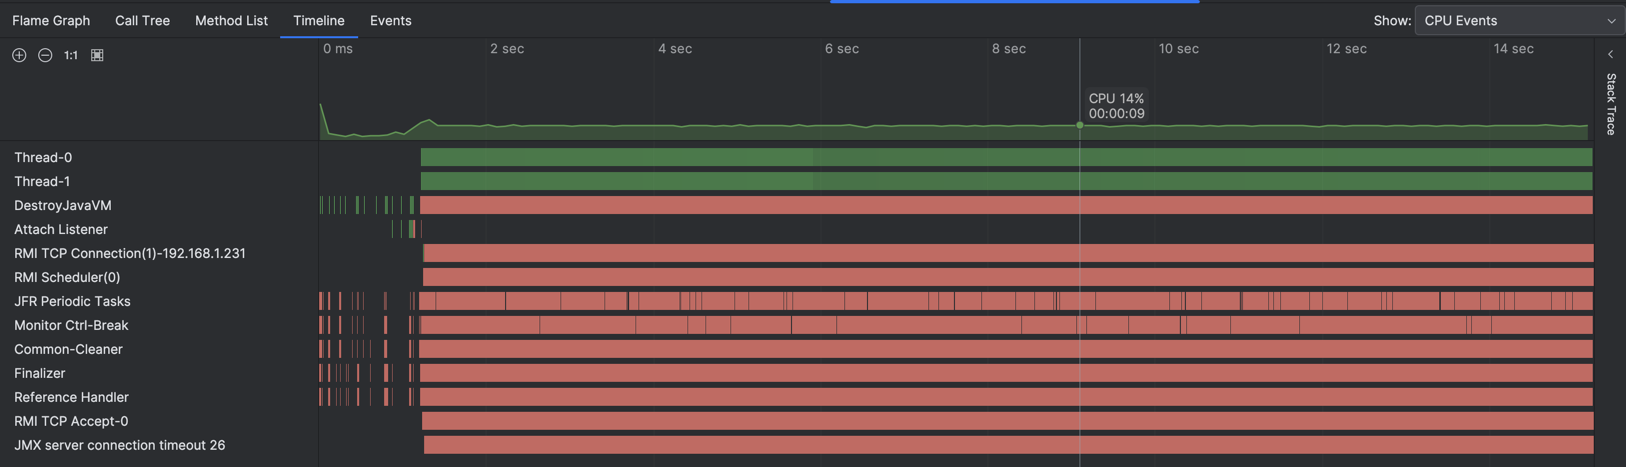 Flame Graph Call Tree Method List Timeline Events Show: CPU Events
1:1 0 ms 2 sec 4 sec 6 sec 8 sec 10 sec 12 sec 14 sec
Stack Trace
CPU 14%
00:00:09
Thread-0
Thread-1
DestroyJavaVM
Attach Listener
RMI TCP Connection(1)-192.168.1.231
RMI Scheduler(0)
JFR Periodic Tasks
Monitor Ctrl-Break
Common-Cleaner
Finalizer
Reference Handler
RMI TCP Accept-0
JMX server connection timeout 26